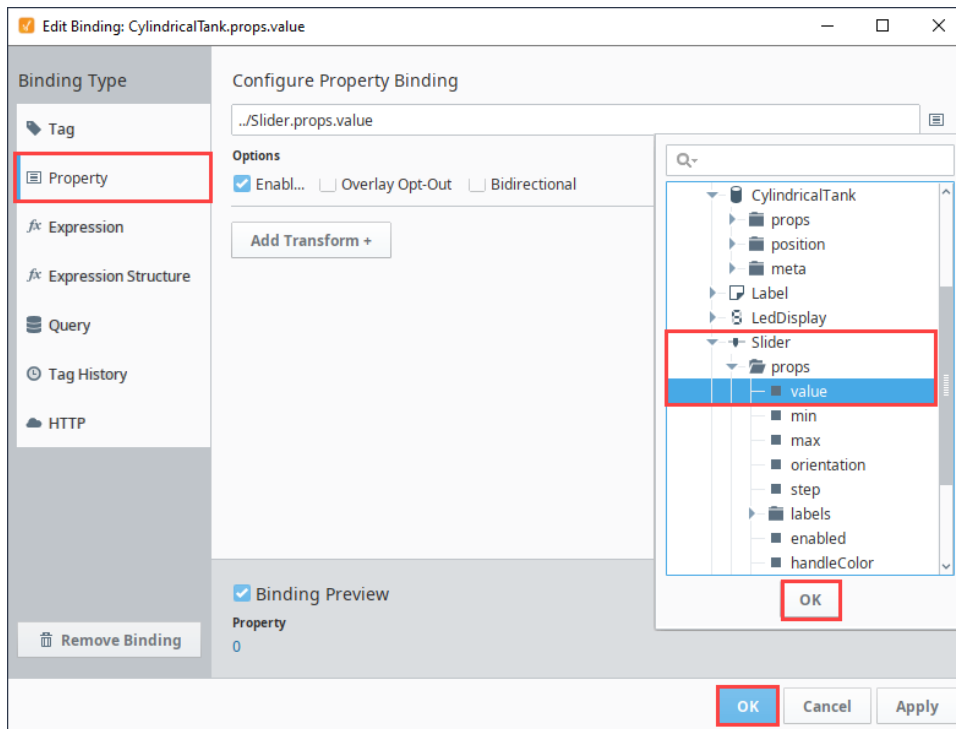 Edit Binding: CylindricalTank.props.value
Binding Type
Tag
Property
fx Expression
fx Expression Structure
Query
Tag History
HTTP
Remove Binding
Configure Property Binding
../Slider.props.value
Options
Enabl... Overlay Opt-Out Bidirectional
Add Transform +
CylindricalTank
props
position
meta
Label
LedDisplay
Slider
props
value
min
max
orientation
step
labels
enabled
handleColor
OK
Binding Preview
Property
0
OK Cancel Apply